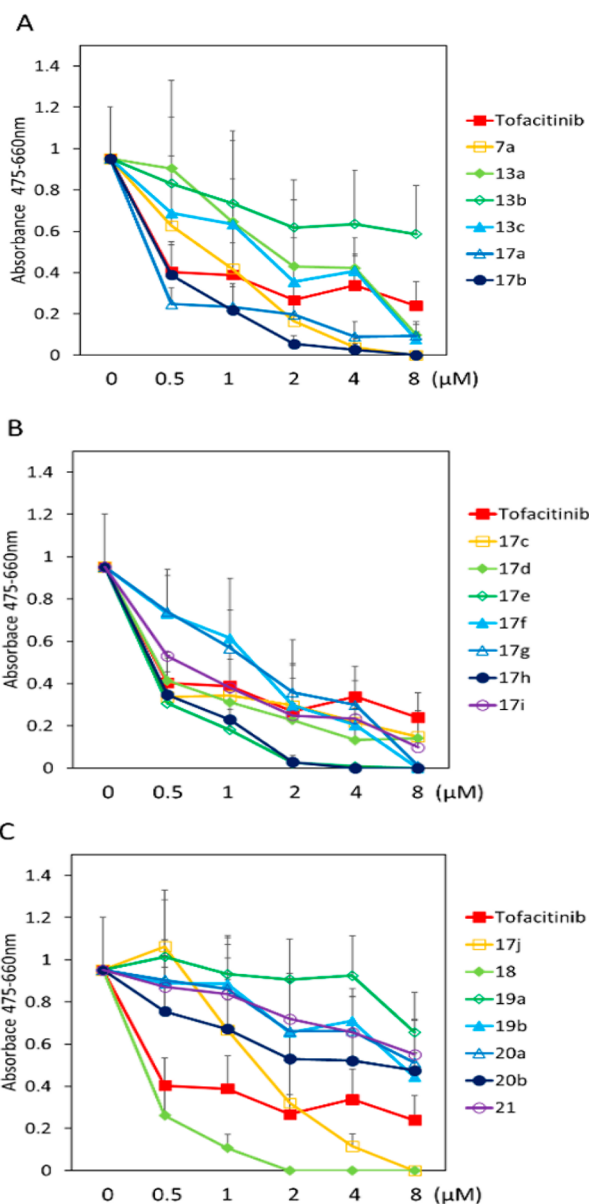 A
Absorbance 475-660nm
1.4
1.2
1
0.8
0.6
0.4
0.2
0
0 0.5 1 2 4 8 (μM)
Tofacitinib
7a
13a
13b
13c
17a
17b
B
Absorbace 475-660nm
1.4
1.2
1
0.8
0.6
0.4
0.2
0
0 0.5 1 2 4 8 (μM)
Tofacitinib
17c
17d
17e
17f
17g
17h
17i
C
Absorbace 475-660nm
1.4
1.2
1
0.8
0.6
0.4
0.2
0
0 0.5 1 2 4 8 (μM)
Tofacitinib
17j
18
19a
19b
20a
20b
21